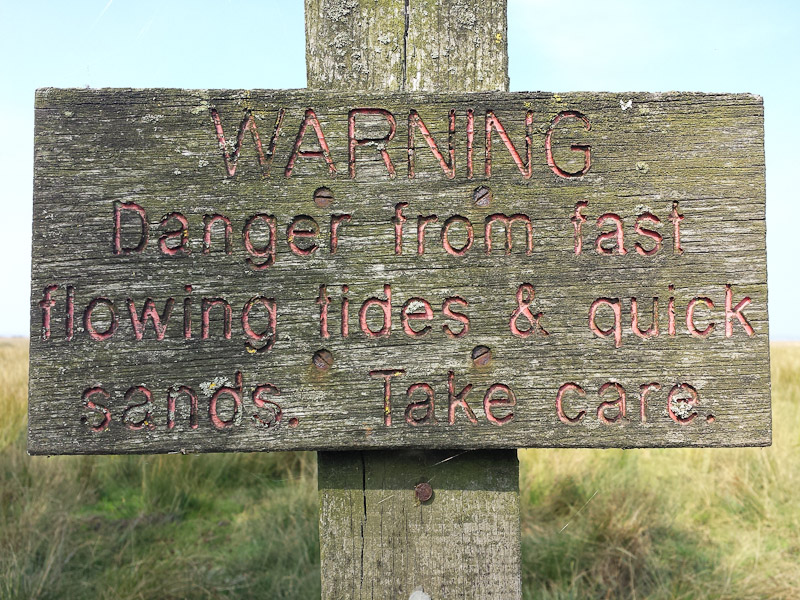 WARNING
Danger from fast
flowing tides & quick
sands. Take care.